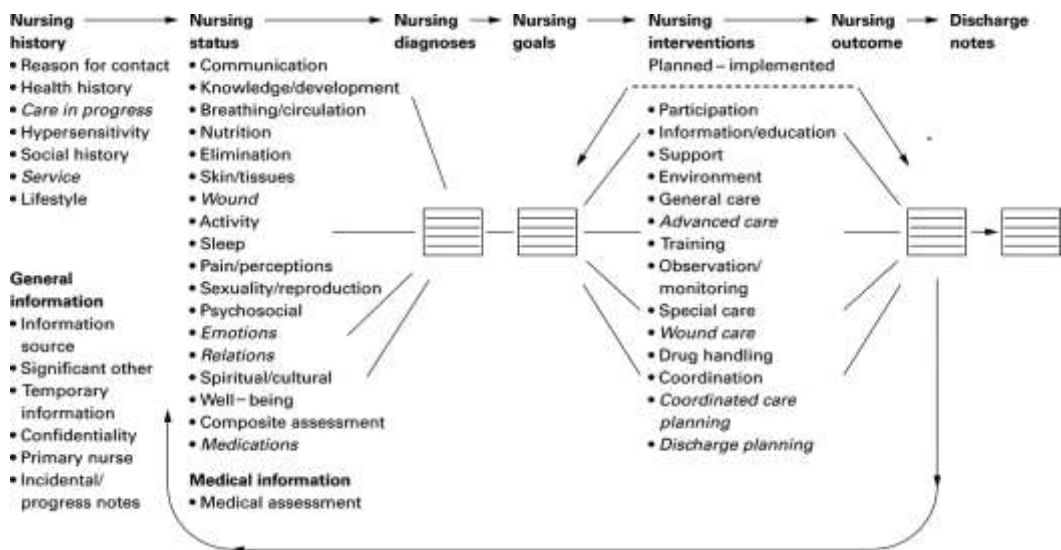 Nursing history
• Reason for contact
• Health history
• Care in progress
• Hypersensitivity
• Social history
• Service
• Lifestyle
General information
• Information
source
• Significant other
• Temporary
information
• Confidentiality
• Primary nurse
• Incidental/
progress notes
Nursing status
• Communication
• Knowledge/development
• Breathing/circulation
• Nutrition
• Elimination
• Skin/tissues
• Wound
• Activity
• Sleep
• Pain/perceptions
• Sexuality/reproduction
• Psychosocial
• Emotions
• Relations
• Spiritual/cultural
• Well–being
• Composite assessment
• Medications
Medical information
• Medical assessment
Nursing
diagnoses
Nursing
goals
Nursing
interventions
Planned–implemented
• Participation
• Information/education
• Support
• Environment
• General care
• Advanced care
• Training
• Observation/
monitoring
• Special care
• Wound care
• Drug handling
• Coordination
• Coordinated care
planning
• Discharge planning
Nursing
outcome
Discharge
notes